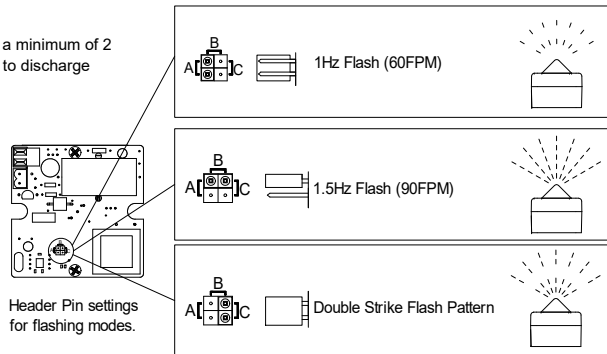 a minimum of 2
to discharge
B
A
C
1Hz Flash (60FPM)
B
A
C
1.5Hz Flash (90FPM)
B
A
C
Double Strike Flash Pattern
Header Pin settings
for flashing modes.